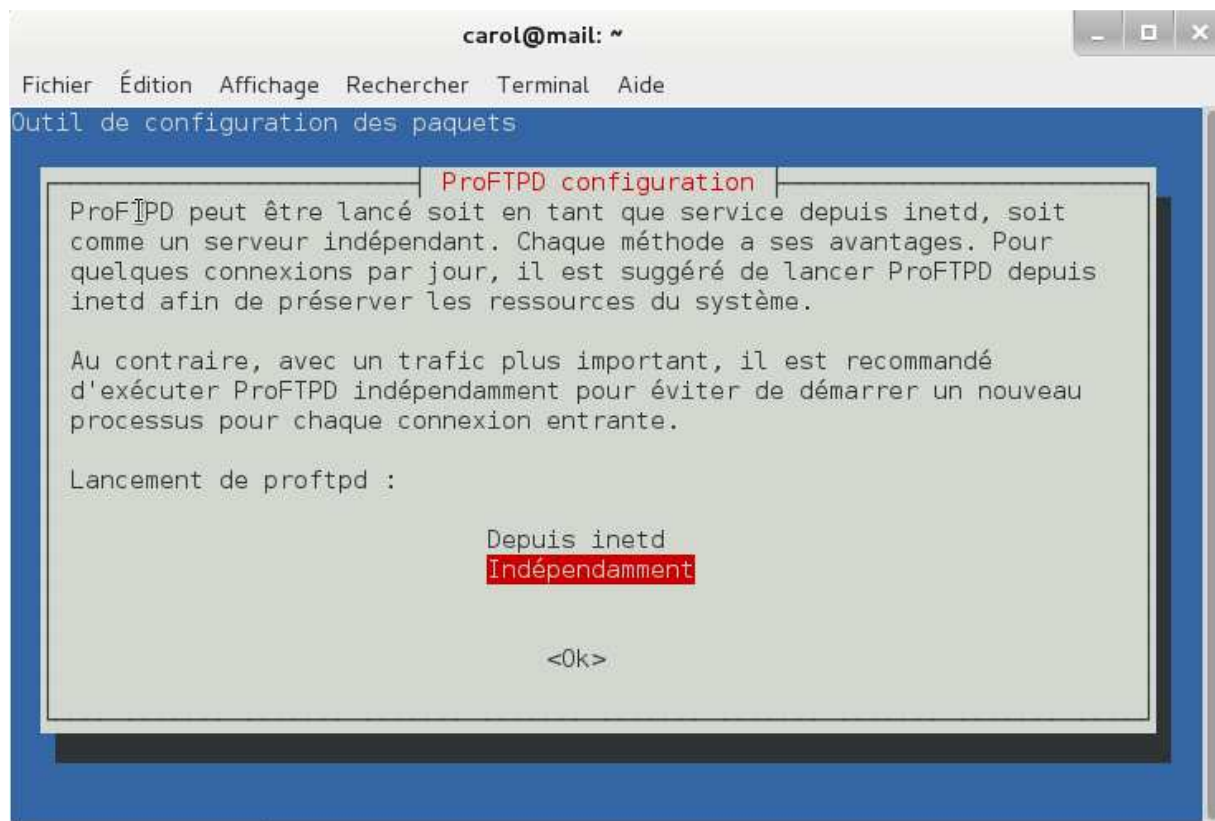 carol@mail: ~
Fichier Édition Affichage Rechercher Terminal Aide
Outil de configuration des paquets
ProFTPD configuration
ProFTPD peut être lancé soit en tant que service depuis inetd, soit
comme un serveur indépendant. Chaque méthode a ses avantages. Pour
quelques connexions par jour, il est suggéré de lancer ProFTPD depuis
inetd afin de préserver les ressources du système.
Au contraire, avec un trafic plus important, il est recommandé
d'exécuter ProFTPD indépendamment pour éviter de démarrer un nouveau
processus pour chaque connexion entrante.
Lancement de proftpd :
Depuis inetd
Indépendamment
<Ok>